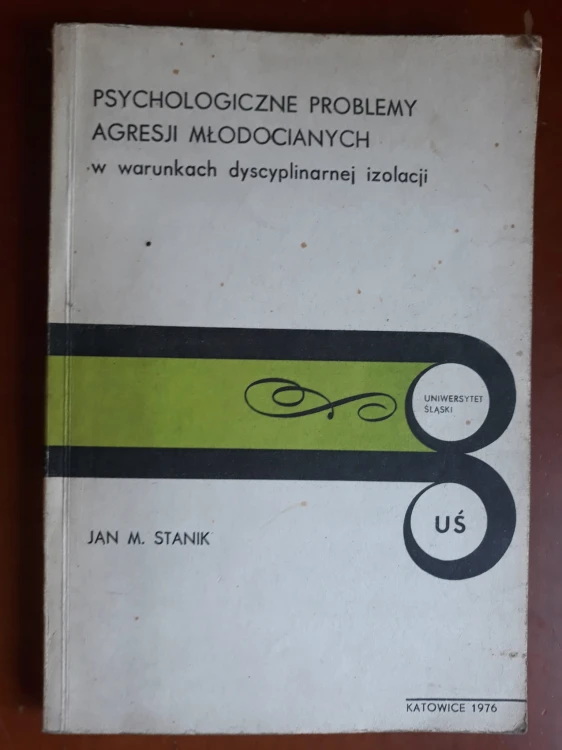 PSYCHOLOGICZNE PROBLEMY
AGRESJI MŁODOCIANYCH
w warunkach dyscyplinarnej izolacji
UNIWERSYTET
ŚLĄSKI
UŚ
JAN M. STANIK
KATOWICE 1976